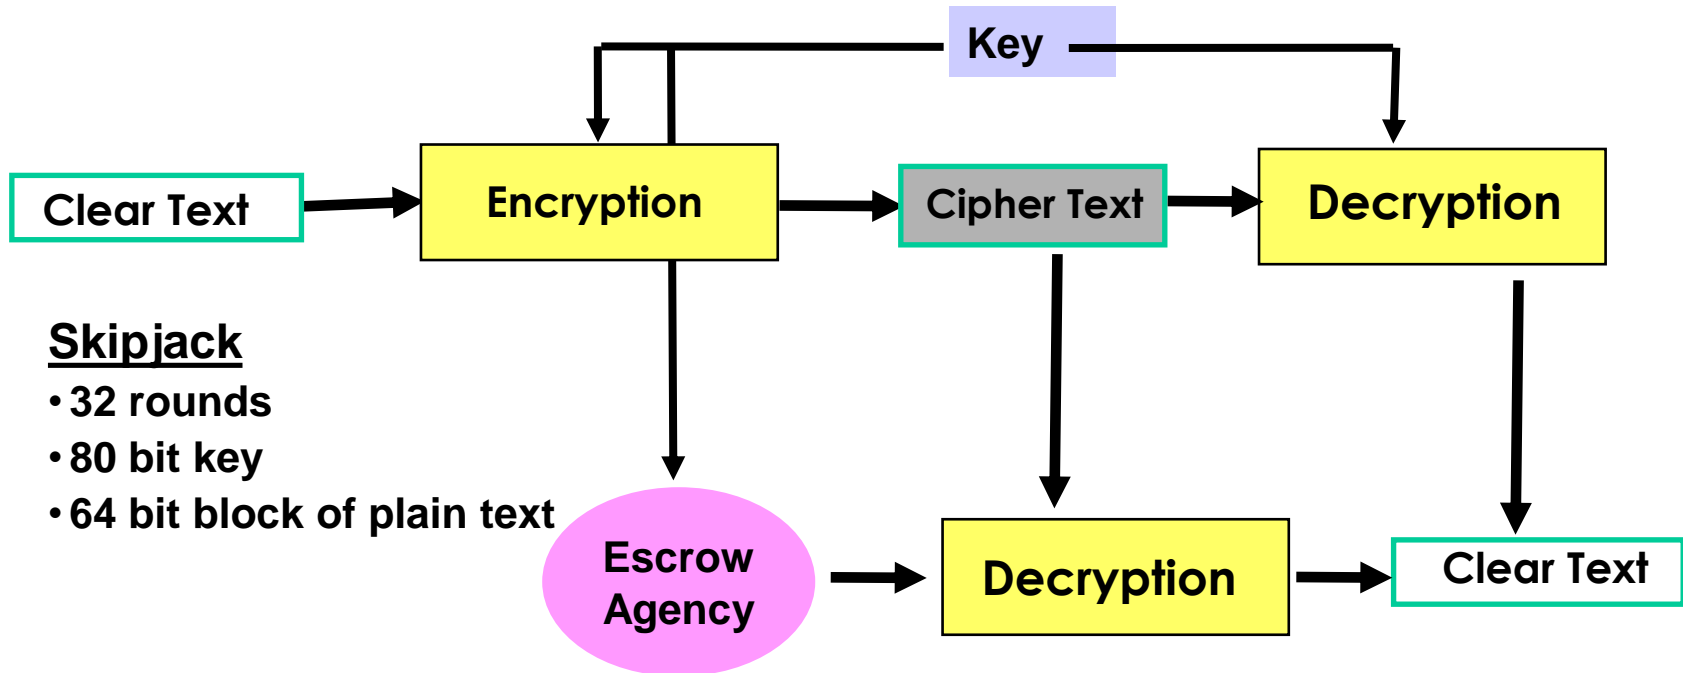 Key
Clear Text
Encryption
Cipher Text
Decryption
Skipjack
• 32 rounds
• 80 bit key
• 64 bit block of plain text
Escrow
Agency
Decryption
Clear Text